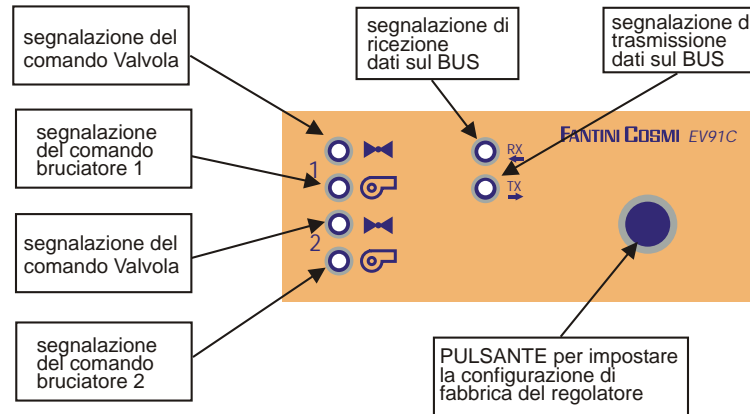 segnalazione del
comando Valvola
segnalazione di
ricezione
dati sul BUS
segnalazione d
trasmissione
dati sul BUS
segnalazione
del comando
bruciatore 1
FANTINI COSMI EV91C
1
RX
TX
segnalazione del
comando Valvola
2
segnalazione
del comando
bruciatore 2
PULSANTE per impostare
la configurazione di
fabbrica del regolatore